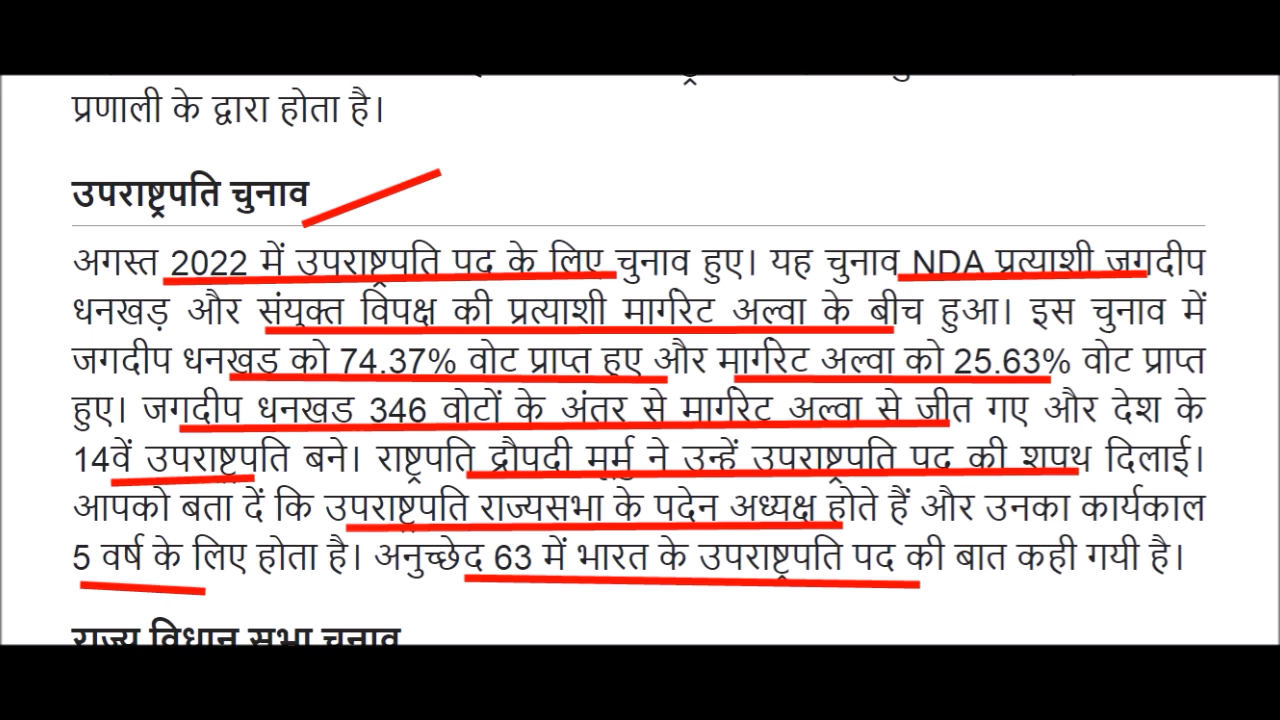 प्रणाली के द्वारा होता है।
उपराष्ट्रपति चुनाव
अगस्त 2022 में उपराष्ट्रपति पद के लिए चुनाव हुए। यह चुनाव NDA प्रत्याशी जगदीप
धनखड़ और संयुक्त विपक्ष की प्रत्याशी मार्गरेट अल्वा के बीच हुआ। इस चुनाव में
जगदीप धनखड को 74.37% वोट प्राप्त हुए और मार्गरेट अल्वा को 25.63% वोट प्राप्त
हुए। जगदीप धनखड 346 वोटों के अंतर से मार्गरेट अल्वा से जीत गए और देश के
14वें उपराष्ट्रपति बने। राष्ट्रपति द्रौपदी मुर्मु ने उन्हें उपराष्ट्रपति पद की शपथ दिलाई।
आपको बता दें कि उपराष्ट्रपति राज्यसभा के पदेन अध्यक्ष होते हैं और उनका कार्यकाल
5 वर्ष के लिए होता है। अनुच्छेद 63 में भारत के उपराष्ट्रपति पद की बात कही गयी है।
राज्य विधान सभा चुनाव